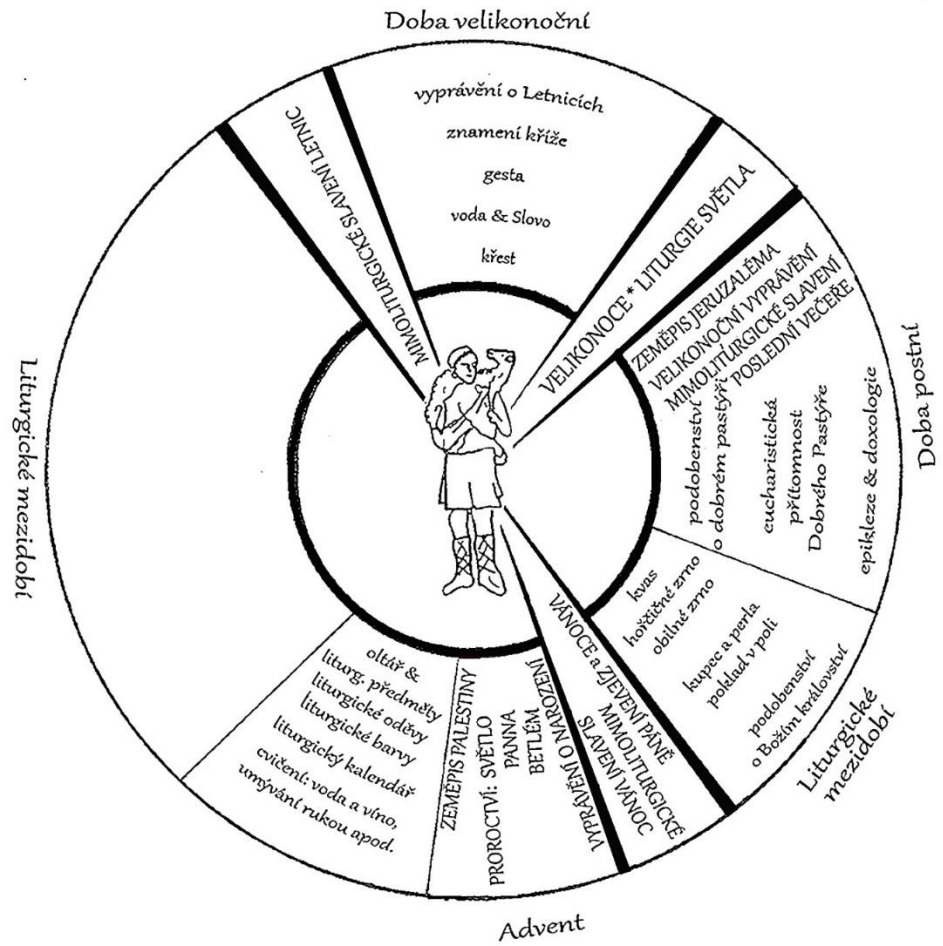 Doba velikonoční
vyprávění o Letnicích
znamení kříže
gesta
voda & Slovo
křest
VELIKONOCE * LITURGIE SVĚTLA
ZEMĚPIS JERUZALÉMA
VELIKONOČNÍ VYPRÁVĚNÍ
MIMOLITURGICKÉ SLAVENÍ
POSLEDNÍ VEČEŘE
podobenství
o dobrém pastýři
eucharistická
přítomnost
Dobrého Pastýře
epikleze & doxologie
Doba postní
kvas
hořčičné zrno
obilné zrno
kupec a perla
poklad v poli
podobenství
o Božím království
Liturgické
mezidobí
VÁNOCE a ZJEVENÍ PÁNĚ
MIMOLITURGICKÉ
SLAVENÍ VÁNOC
ZEMĚPIS PALESTINY
PROROCTVÍ: SVĚTLO
PANNA
BETLÉM
VYPRÁVĚNÍ O NAROZENÍ
Advent
oltář &
liturg. předměty
liturgické oděvy
liturgické barvy
liturgický kalendář
cvičení: voda a víno,
umývání rukou apod.
Liturgické mezidobí
MIMOLITURGICKÉ SLAVENÍ LETNIC